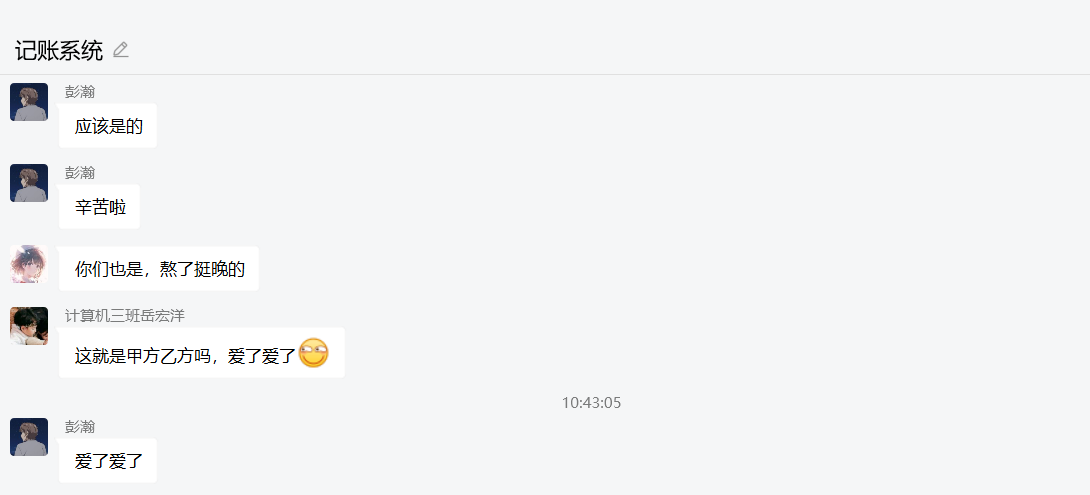 记账系统
彭瀚
应该是的
彭瀚
辛苦啦
你们也是，熬了挺晚的
计算机三班岳宏洋
这就是甲方乙方吗，爱了爱了
10:43:05
彭瀚
爱了爱了